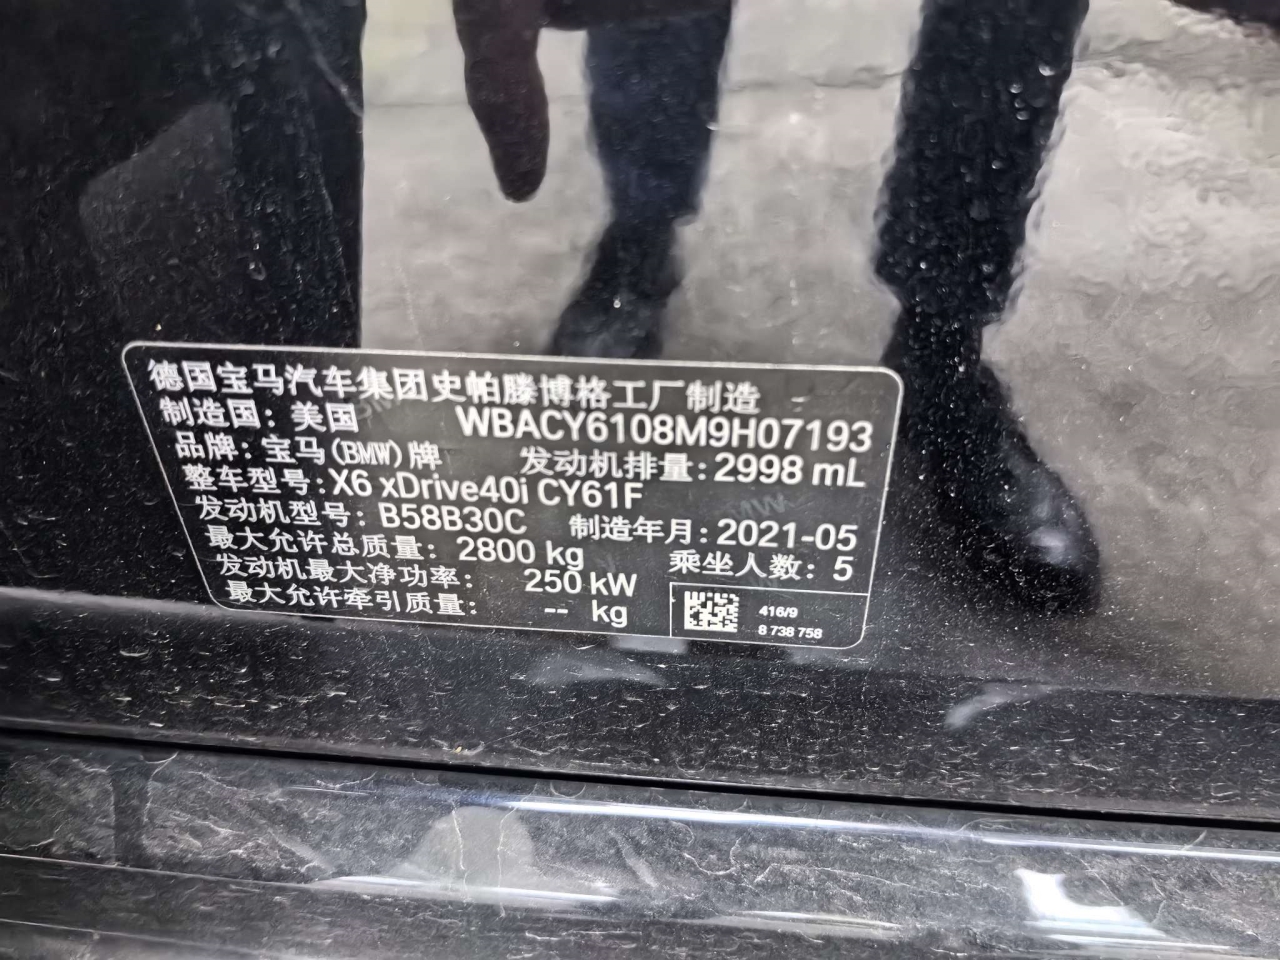 德国宝马汽车集团史帕滕博格工厂制造
制造国：美国 WBACY6108M9H07193
品牌：宝马(BMW)牌 发动机排量：2998 mL
整车型号：X6 xDrive40i CY61F
发动机型号：B58B30C 制造年月：2021-05
最大允许总质量：2800 kg 乘坐人数：5
发动机最大净功率：250 kW
最大允许牵引质量：-- kg
416/9
8 738 758